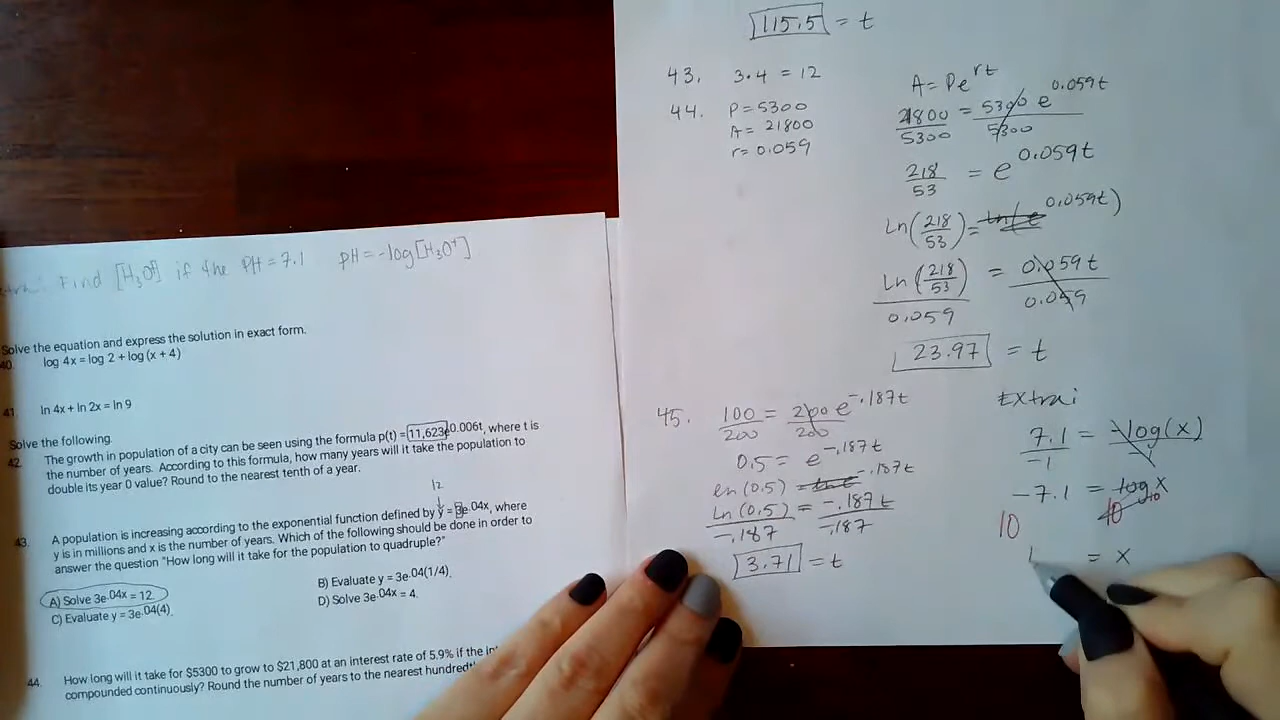 Find [H₃O⁺] if the PH = 7.1 pH = -log[H₃O⁺]
Solve the equation and express the solution in exact form.
40. log 4x = log 2 + log (x + 4)
41. ln 4x + ln 2x = ln 9
Solve the following.
42. The growth in population of a city can be seen using the formula p(t) = 11,623e^0.006t, where t is
the number of years. According to this formula, how many years will it take the population to
double its year 0 value? Round to the nearest tenth of a year.
12
43. A population is increasing according to the exponential function defined by y = 3e^.04x, where
y is in millions and x is the number of years. Which of the following should be done in order to
answer the question "How long will it take for the population to quadruple?"
A) Solve 3e^.04x = 12
B) Evaluate y = 3e^.04(1/4).
C) Evaluate y = 3e^.04(4).
D) Solve 3e^.04x = 4.
44. How long will it take for $5300 to grow to $21,800 at an interest rate of 5.9% if the
compounded continuously? Round the number of years to the nearest
115.5 = t
43. 3·4 = 12
44. P = 5300
A = 21800
r = 0.059
A = Pe^rt
21800/5300 = 5300 e^0.059t/5300
218/53 = e^0.059t
Ln(218/53) = ln(e^0.059t)
Ln(218/53)/0.059 = 0.059t/0.059
23.97 = t
45. 100/200 = 200 e^-.187t/200
0.5 = e^-.187t
ln(0.5) = ln e^-.187t
Ln(0.5)/-.187 = -.187t/-.187
3.71 = t
Extra:
7.1/-1 = -log(x)/-1
-7.1 = log₁₀x
10 10
= x